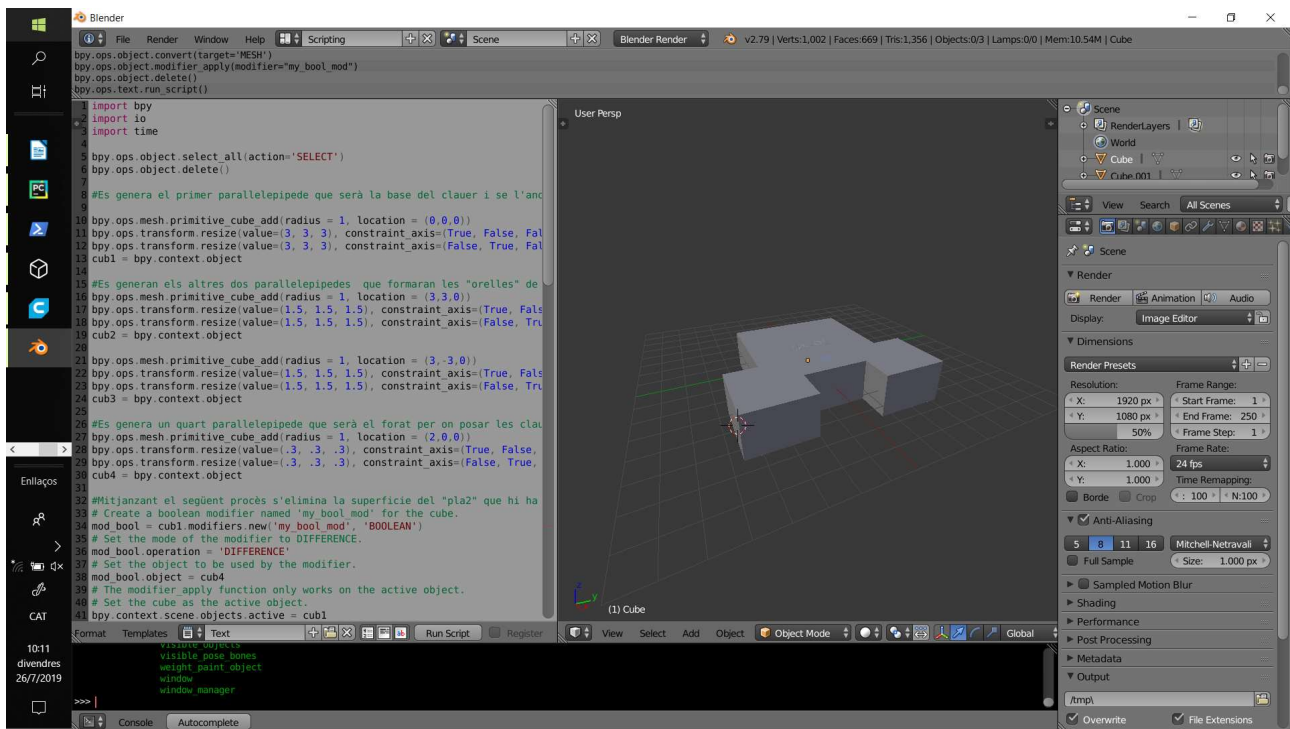 Blender
File Render Window Help Scripting Scene Blender Render v2.79 | Verts:1,002 | Faces:669 | Tris:1,356 | Objects:0/3 | Lamps:0/0 | Mem:10.54M | Cube
bpy.ops.object.convert(target='MESH')
bpy.ops.object.modifier_apply(modifier="my_bool_mod")
bpy.ops.object.delete()
bpy.ops.text.run_script()
1 import bpy
2 import io
3 import time
4
5 bpy.ops.object.select_all(action='SELECT')
6 bpy.ops.object.delete()
7
8 #Es genera el primer parallelepipede que serà la base del clauer i se l'and
9
10 bpy.ops.mesh.primitive_cube_add(radius = 1, location = (0,0,0))
11 bpy.ops.transform.resize(value=(3, 3, 3), constraint_axis=(True, False, Fal
12 bpy.ops.transform.resize(value=(3, 3, 3), constraint_axis=(False, True, Fal
13 cub1 = bpy.context.object
14
15 #Es generan els altres dos parallelepipedes  que formaran les "orelles" de
16 bpy.ops.mesh.primitive_cube_add(radius = 1, location = (3,3,0))
17 bpy.ops.transform.resize(value=(1.5, 1.5, 1.5), constraint_axis=(True, Fals
18 bpy.ops.transform.resize(value=(1.5, 1.5, 1.5), constraint_axis=(False, Tru
19 cub2 = bpy.context.object
20
21 bpy.ops.mesh.primitive_cube_add(radius = 1, location = (3,-3,0))
22 bpy.ops.transform.resize(value=(1.5, 1.5, 1.5), constraint_axis=(True, Fals
23 bpy.ops.transform.resize(value=(1.5, 1.5, 1.5), constraint_axis=(False, Tru
24 cub3 = bpy.context.object
25
26 #Es genera un quart parallelepipede que serà el forat per on posar les clau
27 bpy.ops.mesh.primitive_cube_add(radius = 1, location = (2,0,0))
28 bpy.ops.transform.resize(value=(.3, .3, .3), constraint_axis=(True, False,
29 bpy.ops.transform.resize(value=(.3, .3, .3), constraint_axis=(False, True,
30 cub4 = bpy.context.object
31
32 #Mitjanzant el següent procès s'elimina la superficie del "pla2" que hi ha
33 # Create a boolean modifier named 'my_bool_mod' for the cube.
34 mod_bool = cub1.modifiers.new('my_bool_mod', 'BOOLEAN')
35 # Set the mode of the modifier to DIFFERENCE.
36 mod_bool.operation = 'DIFFERENCE'
37 # Set the object to be used by the modifier.
38 mod_bool.object = cub4
39 # The modifier_apply function only works on the active object.
40 # Set the cube as the active object.
41 bpy.context.scene.objects.active = cub1
Format Templates Text Run Script Register
visible_objects
visible_pose_bones
weight_paint_object
window
window_manager
>>>
Console Autocomplete
User Persp
z
y
(1) Cube
View Select Add Object Object Mode Global
Scene
RenderLayers |
World
Cube |
Cube.001 |
View Search All Scenes
Scene
Render
Render Animation Audio
Display: Image Editor
Dimensions
Render Presets
Resolution: Frame Range:
X: 1920 px Start Frame: 1
Y: 1080 px End Frame: 250
50% Frame Step: 1
Aspect Ratio: Frame Rate:
X: 1.000 24 fps
Y: 1.000 Time Remapping:
Borde Crop : 100 N:100
Anti-Aliasing
5 8 11 16 Mitchell-Netravali
Full Sample Size: 1.000 px
Sampled Motion Blur
Shading
Performance
Post Processing
Metadata
Output
/tmp\
Overwrite File Extensions
PC
Enllaços
CAT
10:11
divendres
26/7/2019